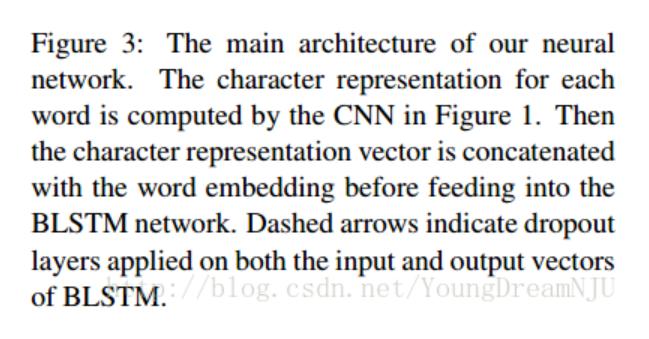 Figure 3: The main architecture of our neural
network. The character representation for each
word is computed by the CNN in Figure 1. Then
the character representation vector is concatenated
with the word embedding before feeding into the
BLSTM network. Dashed arrows indicate dropout
layers applied on both the input and output vectors
of BLSTM.
http://blog.csdn.net/YoungDreamNJU